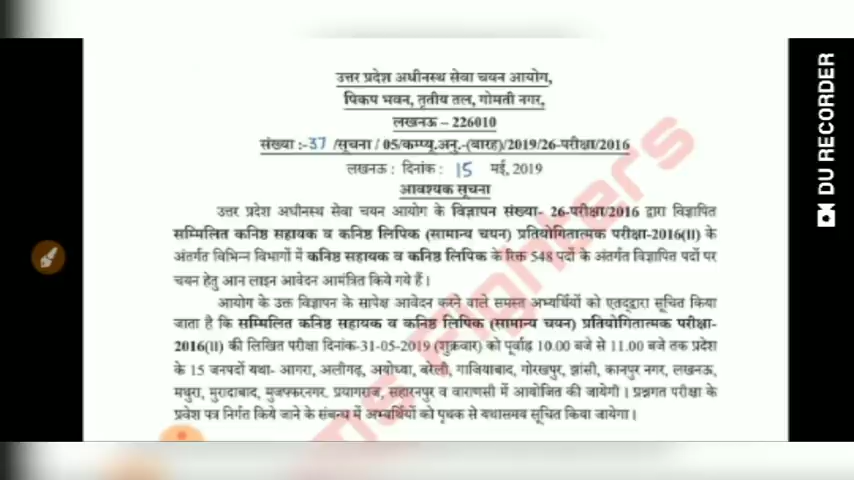 उत्तर प्रदेश अधीनस्थ सेवा चयन आयोग,
पिकप भवन, तृतीय तल, गोमती नगर,
लखनऊ – 226010
संख्या :-37 /सूचना / 05/कम्प्यू.अनु.-(बारह)/2019/26-परीक्षा/2016
लखनऊ : दिनांक : 15 मई, 2019
आवश्यक सूचना
उत्तर प्रदेश अधीनस्थ सेवा चयन आयोग के विज्ञापन संख्या- 26-परीक्षा/2016 द्वारा विज्ञापित
सम्मिलित कनिष्ठ सहायक व कनिष्ठ लिपिक (सामान्य चयन) प्रतियोगितात्मक परीक्षा-2016(II) के
अंतर्गत विभिन्न विभागों में कनिष्ठ सहायक व कनिष्ठ लिपिक के रिक्त 548 पदों के अंतर्गत विज्ञापित पदों पर
चयन हेतु आन लाइन आवेदन आमंत्रित किये गये हैं।
आयोग के उक्त विज्ञापन के सापेक्ष आवेदन करने वाले समस्त अभ्यर्थियों को एतद्द्वारा सूचित किया
जाता है कि सम्मिलित कनिष्ठ सहायक व कनिष्ठ लिपिक (सामान्य चयन) प्रतियोगितात्मक परीक्षा-
2016(II) की लिखित परीक्षा दिनांक-31-05-2019 (शुक्रवार) को पूर्वाह्न 10.00 बजे से 11.00 बजे तक प्रदेश
के 15 जनपदों यथा- आगरा, अलीगढ़, अयोध्या, बरेली, गाजियाबाद, गोरखपुर, झांसी, कानपुर नगर, लखनऊ,
मथुरा, मुरादाबाद, मुजफ्फरनगर, प्रयागराज, सहारनपुर व वाराणसी में आयोजित की जायेगी। प्रश्नगत परीक्षा के
प्रवेश पत्र निर्गत किये जाने के संबन्ध में अभ्यर्थियों को पृथक से यथासमय सूचित किया जायेगा।
ms Fighters
DU RECORDER